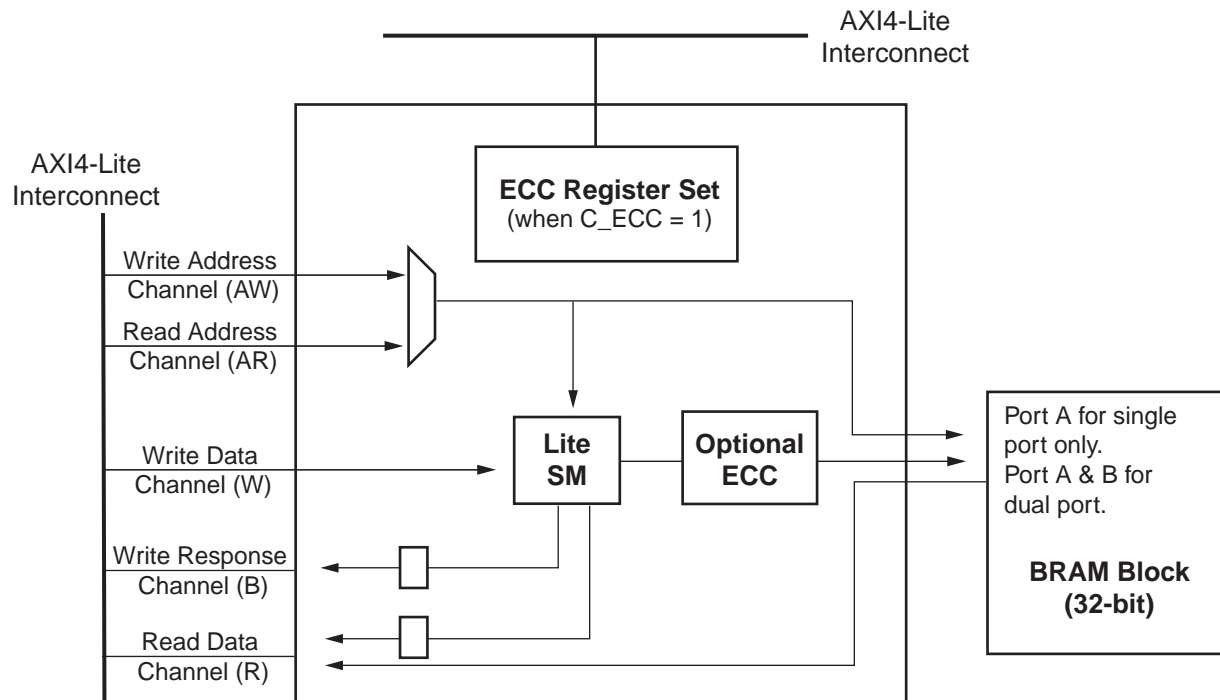 AXI4-Lite
Interconnect
AXI4-Lite
Interconnect
ECC Register Set
(when C_ECC = 1)
Write Address
Channel (AW)
Read Address
Channel (AR)
Write Data
Channel (W)
Write Response
Channel (B)
Read Data
Channel (R)
Lite
SM
Optional
ECC
Port A for single
port only.
Port A & B for
dual port.
BRAM Block
(32-bit)